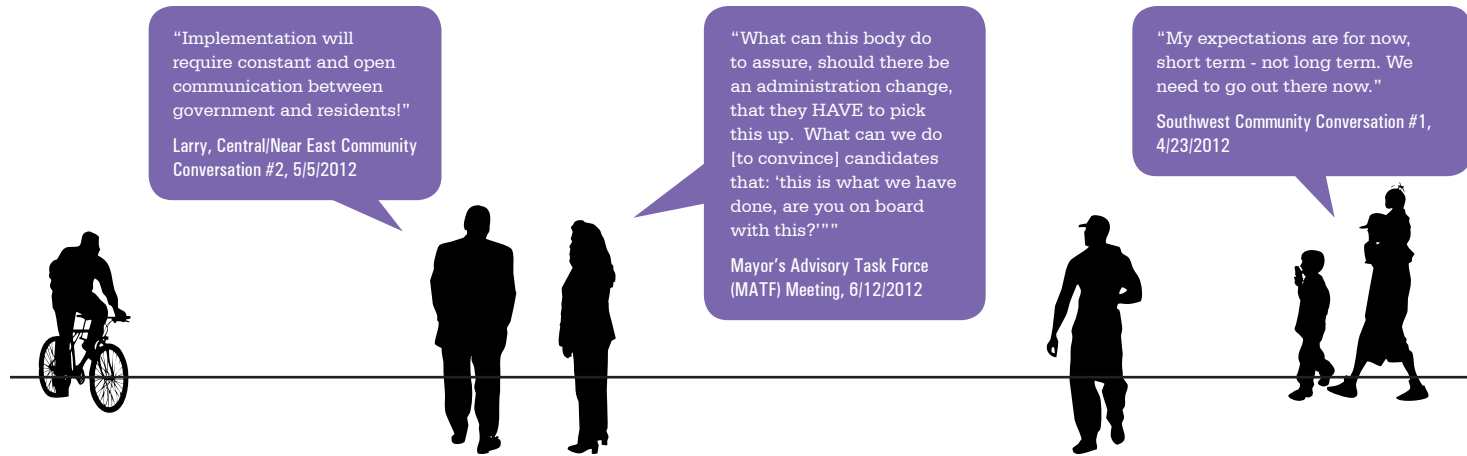 “Implementation will
require constant and open
communication between
government and residents!”
Larry, Central/Near East Community
Conversation #2, 5/5/2012
“What can this body do
to assure, should there be
an administration change,
that they HAVE to pick
this up.  What can we do
[to convince] candidates
that: ‘this is what we have
done, are you on board
with this?’””
Mayor’s Advisory Task Force
(MATF) Meeting, 6/12/2012
“My expectations are for now,
short term - not long term. We
need to go out there now.”
Southwest Community Conversation #1,
4/23/2012